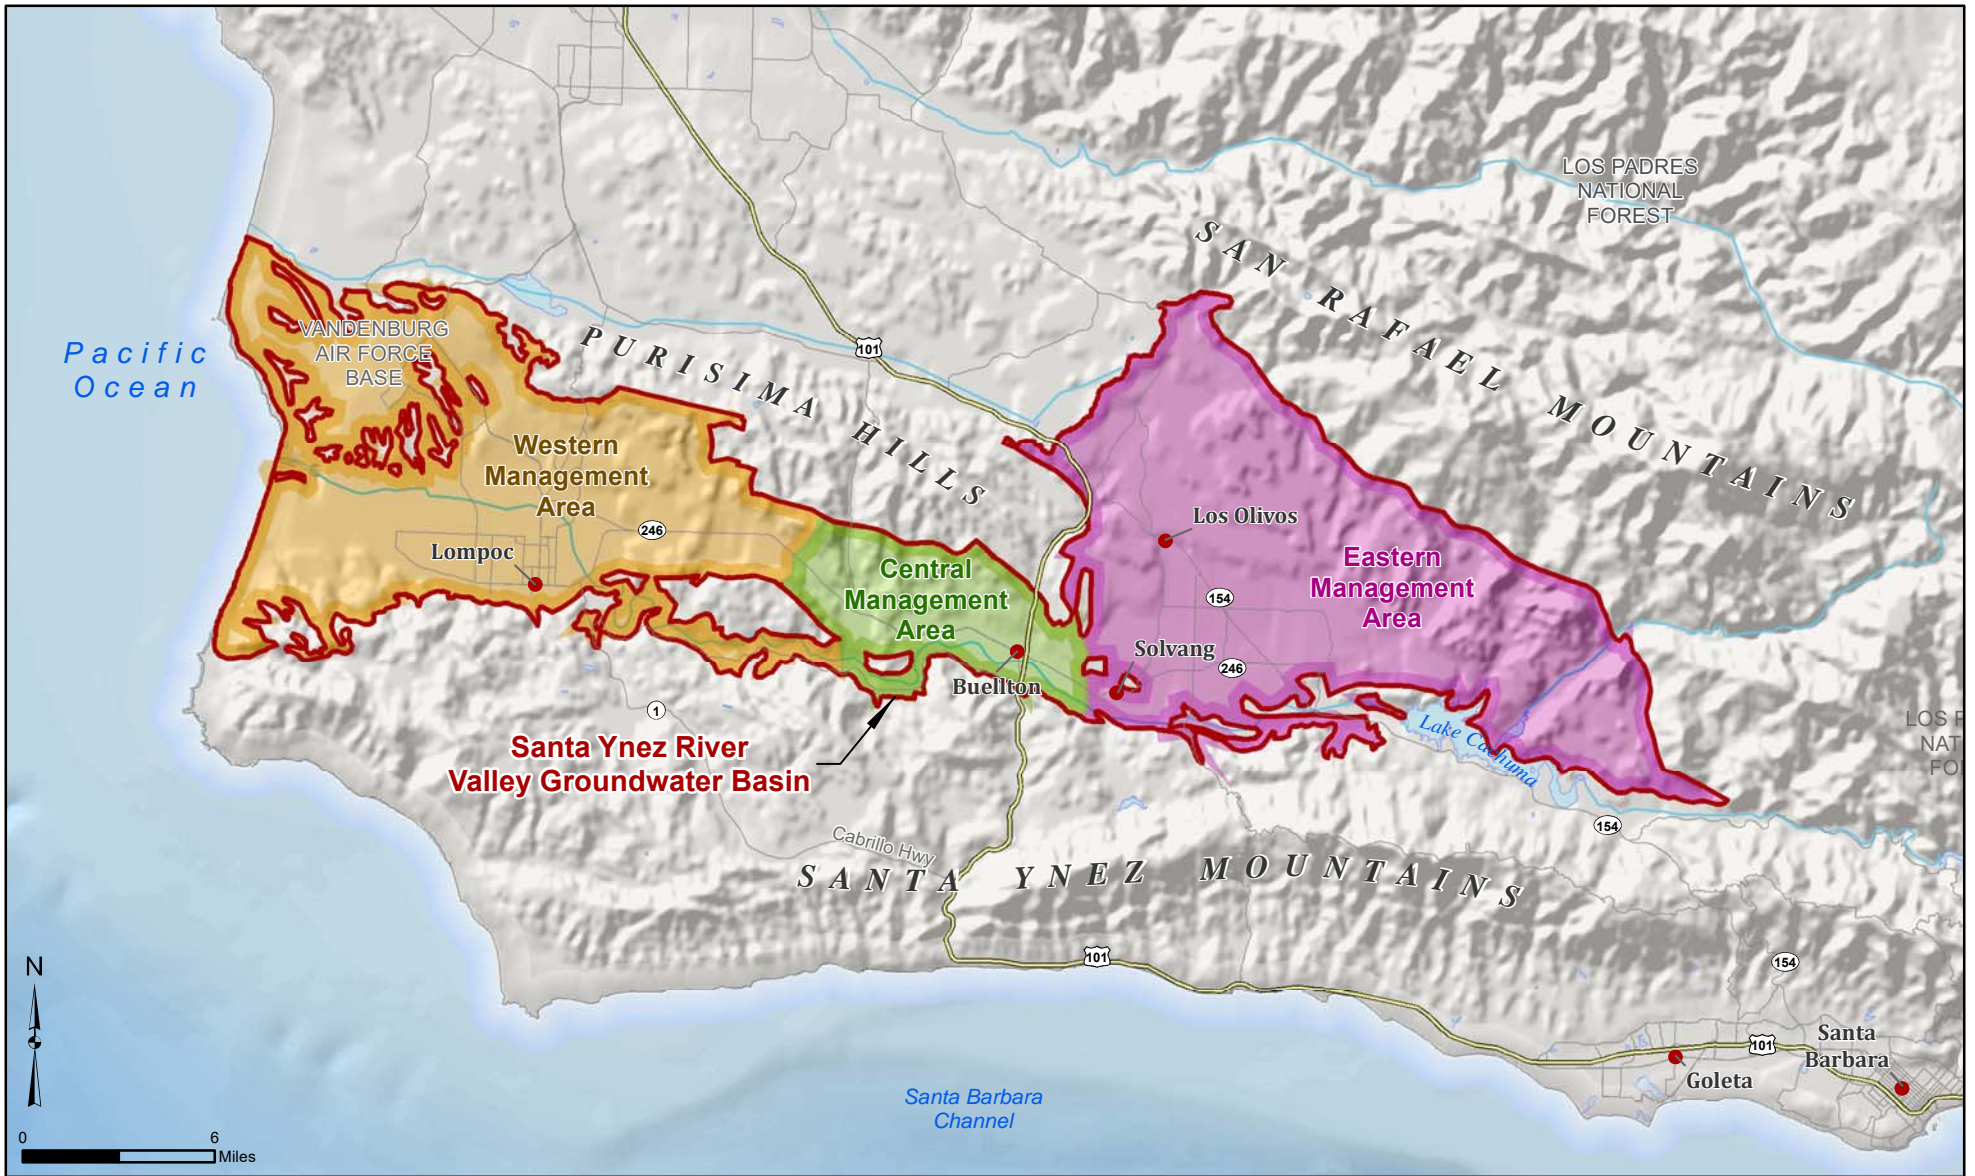 LOS PADRES
NATIONAL
FOREST
SAN RAFAEL MOUNTAINS
VANDENBURG
AIR FORCE
BASE
Pacific
Ocean
PURISIMA HILLS
101
Western
Management
Area
246
Lompoc
Central
Management
Area
Los Olivos
Eastern
Management
Area
154
Solvang
246
Buellton
1
Santa Ynez River
Valley Groundwater Basin
Lake Cachuma
LOS
NAT
FO
154
Cabrillo Hwy
SANTA YNEZ MOUNTAINS
101
154
N
Santa
Barbara
101
Goleta
Santa Barbara
Channel
0 6
Miles